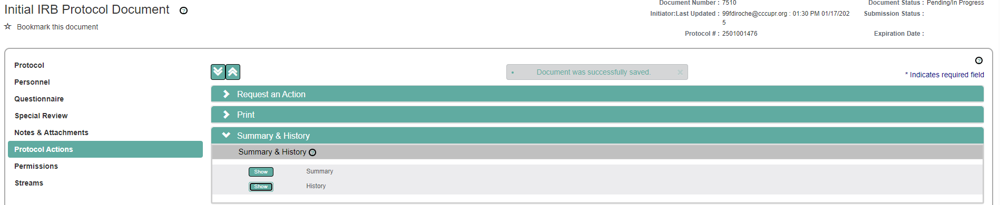 Initial IRB Protocol Document ?
Bookmark this document
Document Number : 7510
Initiator:Last Updated : 99fdiroche@cccupr.org : 01:30 PM 01/17/202
5
Protocol # : 2501001476
Document Status : Pending/In Progress
Submission Status :
Expiration Date :
Protocol
Personnel
Questionnaire
Special Review
Notes & Attachments
Protocol Actions
Permissions
Streams
?
• Document was successfully saved. ×
* Indicates required field
Request an Action
Print
Summary & History
Summary & History ?
Show Summary
Show History